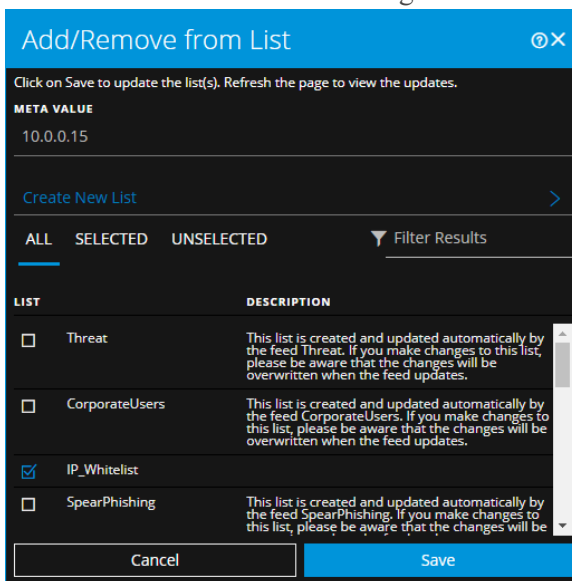 Add/Remove from List
Click on Save to update the list(s). Refresh the page to view the updates.
META VALUE
10.0.0.15
Create New List
ALL SELECTED UNSELECTED Filter Results
LIST DESCRIPTION
Threat This list is created and updated automatically by
the feed Threat. If you make changes to this list,
please be aware that the changes will be
overwritten when the feed updates.
CorporateUsers This list is created and updated automatically by
the feed CorporateUsers. If you make changes to
this list, please be aware that the changes will be
overwritten when the feed updates.
IP_Whitelist
SpearPhishing This list is created and updated automatically by
the feed SpearPhishing. If you make changes to
this list, please be aware that the changes will be
Cancel Save